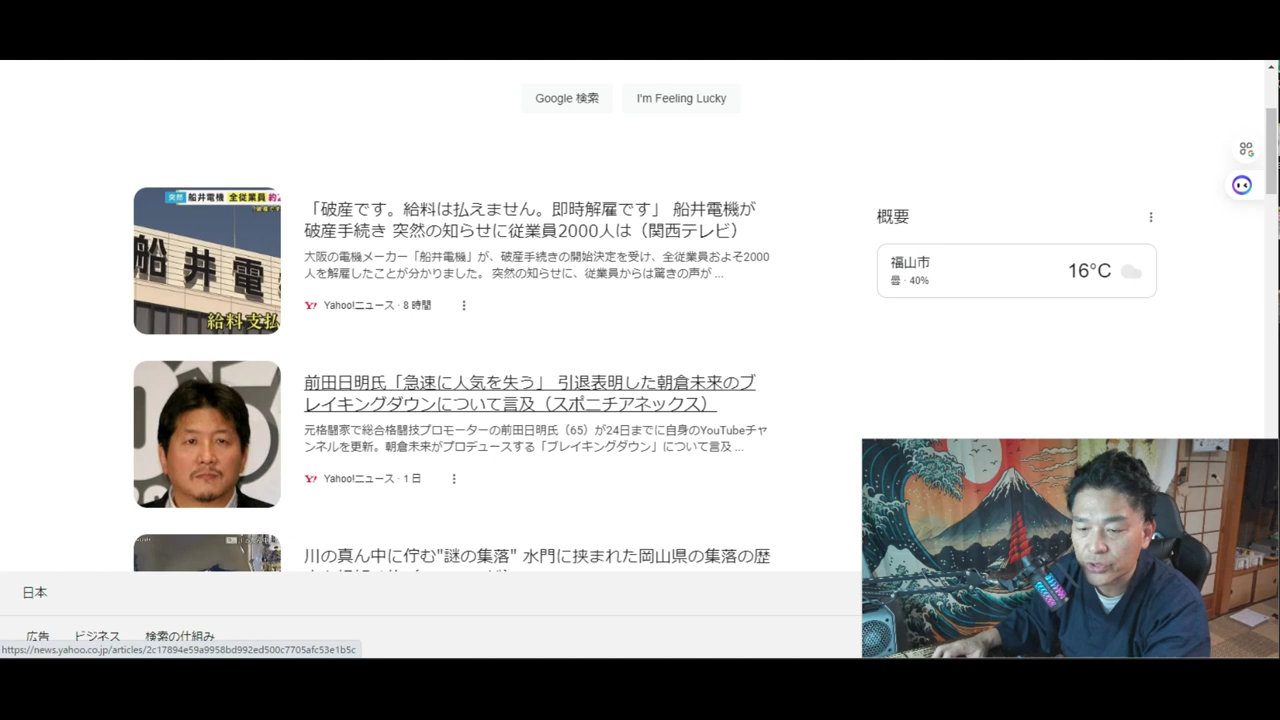 Google 検索
I'm Feeling Lucky
突然 船井電機 全従業員 約2
船井電
給料支払
「破産です。給料は払えません。即時解雇です」 船井電機が
破産手続き 突然の知らせに従業員2000人は（関西テレビ）
大阪の電機メーカー「船井電機」が、破産手続きの開始決定を受け、全従業員およそ2000
人を解雇したことが分かりました。 突然の知らせに、従業員からは驚きの声が ...
Yahoo!ニュース · 8 時間
概要
福山市
40%
16°C
前田日明氏「急速に人気を失う」 引退表明した朝倉未来のブ
レイキングダウンについて言及（スポニチアネックス）
元格闘家で総合格闘技プロモーターの前田日明氏（65）が24日までに自身のYouTubeチャ
ンネルを更新。朝倉未来がプロデュースする「ブレイキングダウン」について言及 ...
Yahoo!ニュース · 1 日
川の真ん中に佇む"謎の集落" 水門に挟まれた岡山県の集落の歴
日本
広告
ビジネス
検索の仕組み
https://news.yahoo.co.jp/articles/2c17894e59a9958bd992ed500c7705afc53e1b5c